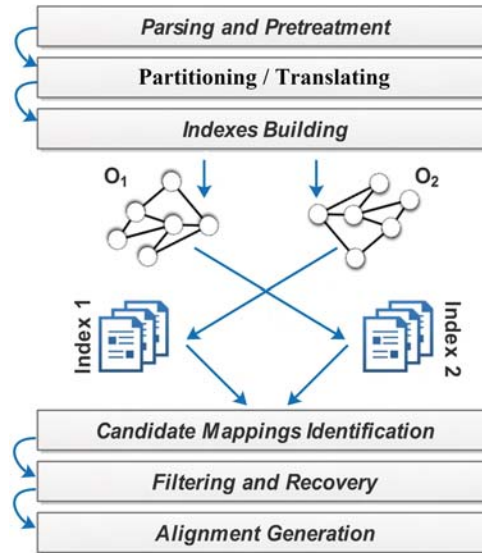 Parsing and Pretreatment
Partitioning / Translating
Indexes Building
O₁
O₂
Index 1
Index 2
Candidate Mappings Identification
Filtering and Recovery
Alignment Generation